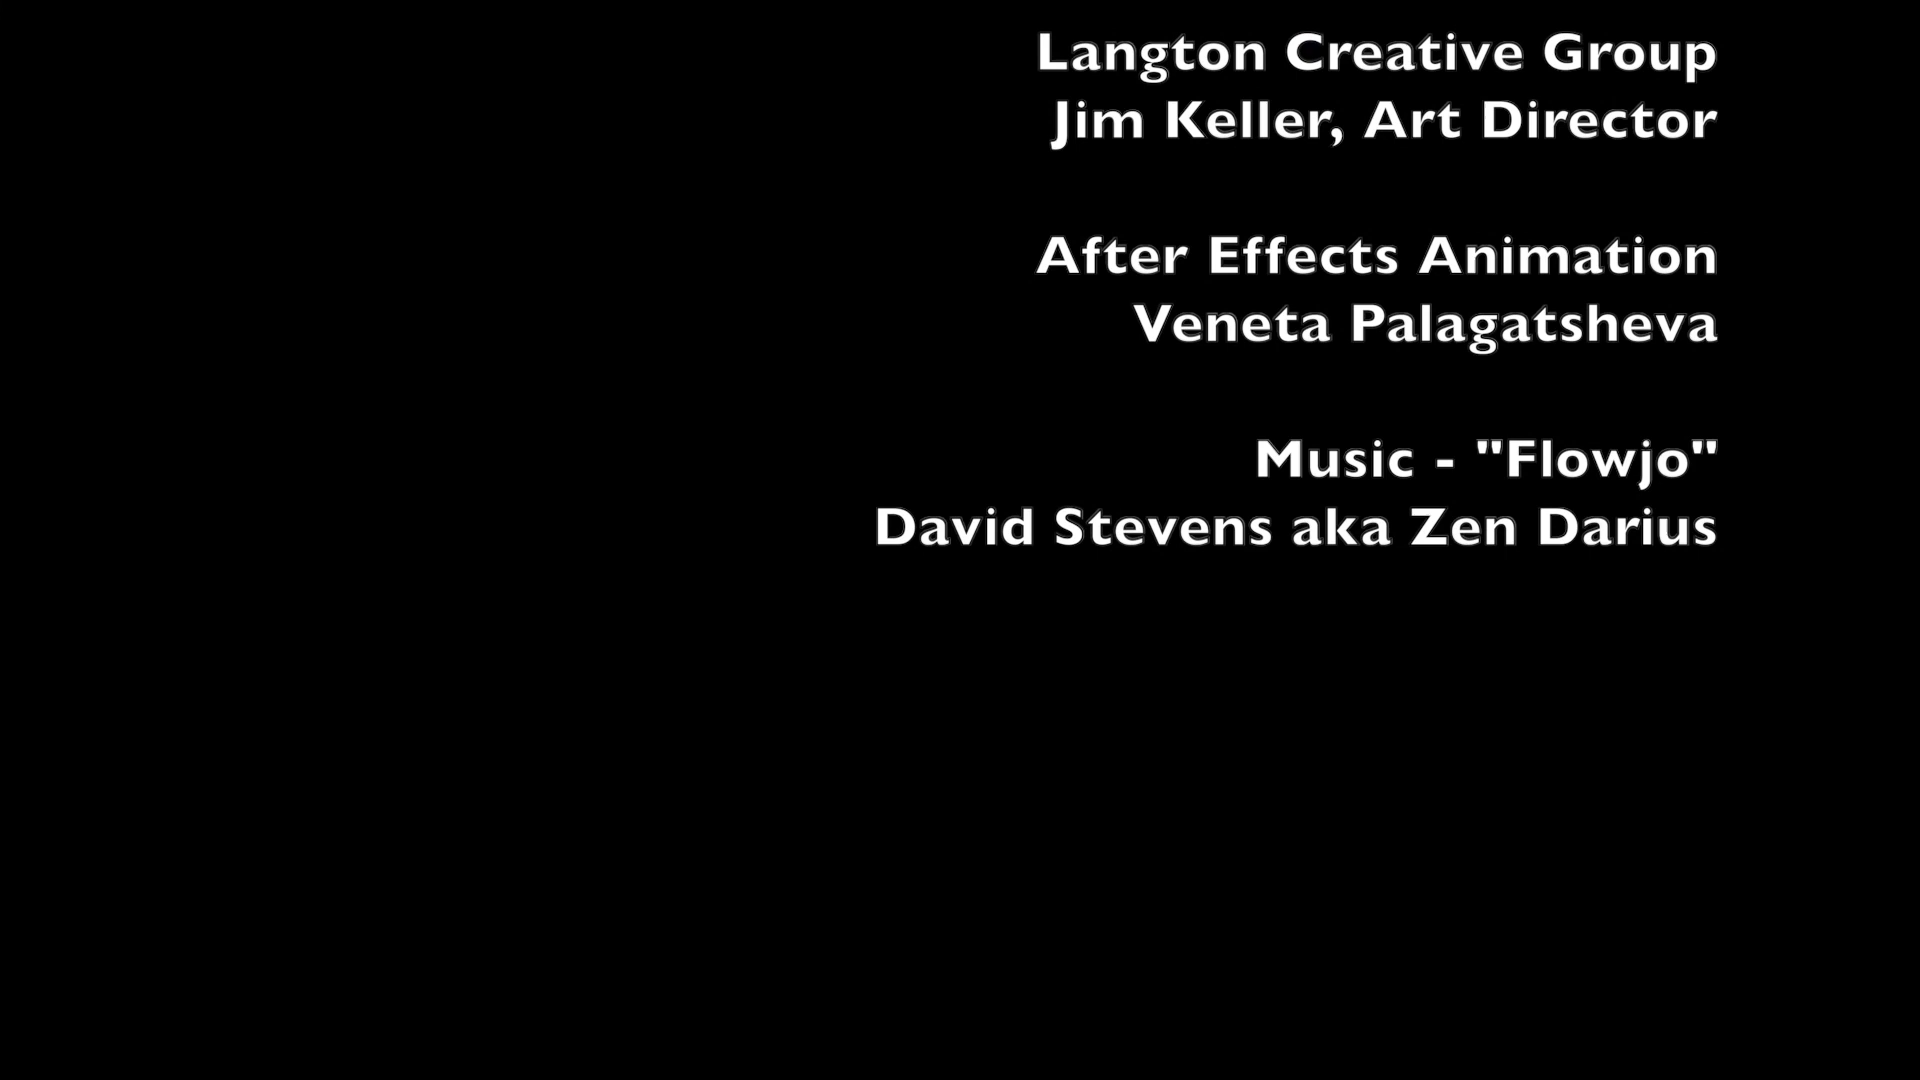 Langton Creative Group
Jim Keller, Art Director
After Effects Animation
Veneta Palagatsheva
Music - "Flowjo"
David Stevens aka Zen Darius